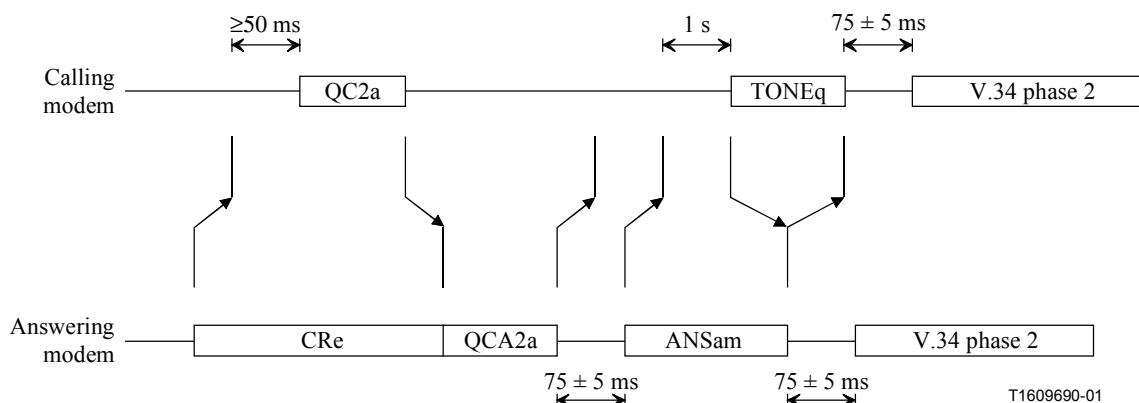 ≥50 ms
1 s
75 ± 5 ms
Calling
modem
QC2a
TONEq
V.34 phase 2
Answering
modem
CRe
QCA2a
ANSam
V.34 phase 2
75 ± 5 ms
75 ± 5 ms
T1609690-01